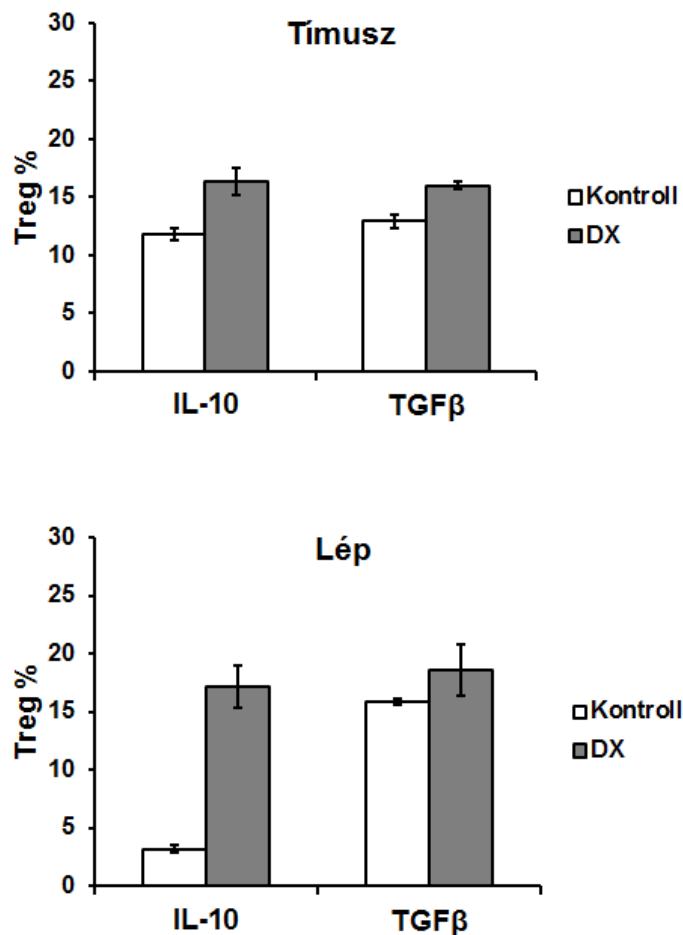 Tímusz
Treg %
30
25
20
15
10
5
0
IL-10 TGFβ
Kontroll
DX
Lép
Treg %
30
25
20
15
10
5
0
IL-10 TGFβ
Kontroll
DX